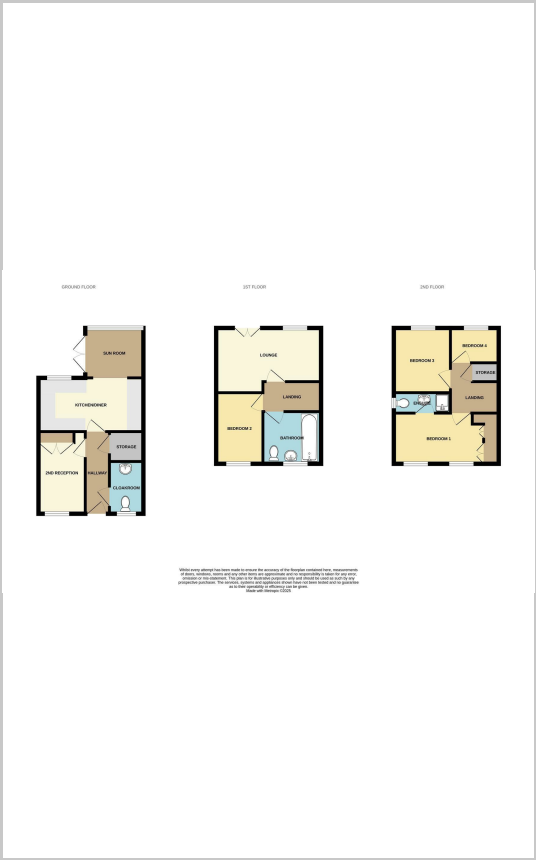 GROUND FLOOR
1ST FLOOR
2ND FLOOR
SUN ROOM
KITCHEN/DINER
STORAGE
2ND RECEPTION
HALLWAY
CLOAKROOM
LOUNGE
LANDING
BEDROOM 2
BATHROOM
BEDROOM 3
BEDROOM 4
STORAGE
ENSUITE
LANDING
BEDROOM 1
Whilst every attempt has been made to ensure the accuracy of the floorplan contained here, measurements
of doors, windows, rooms and any other items are approximate and no responsibility is taken for any error,
omission or mis-statement. This plan is for illustrative purposes only and should be used as such by any
prospective purchaser. The services, systems and appliances shown have not been tested and no guarantee
as to their operability or efficiency can be given.
Made with Metropix ©2025